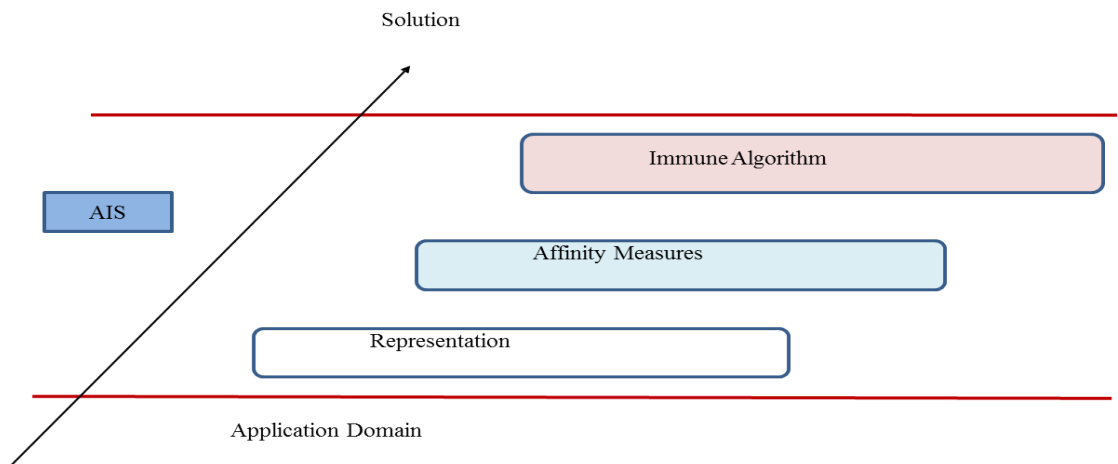 Solution
Immune Algorithm
AIS
Affinity Measures
Representation
Application Domain